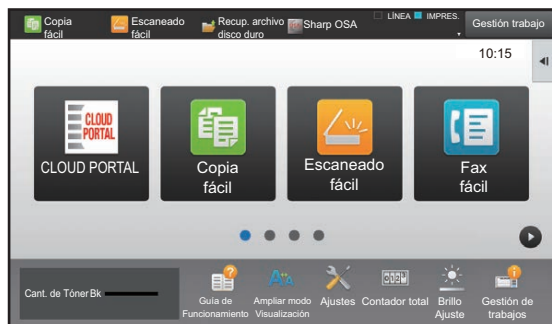 Copia
fácil
Escaneado
fácil
Recup. archivo
disco duro
Sharp OSA
LÍNEA
IMPRES.
Gestión trabajo
10:15
CLOUD
PORTAL
CLOUD PORTAL
Copia
fácil
Escaneado
fácil
Fax
fácil
Cant. de Tóner Bk
Guía de
Funcionamiento
Ampliar modo
Visualización
Ajustes
Contador total
Brillo
Ajuste
Gestión de
trabajos